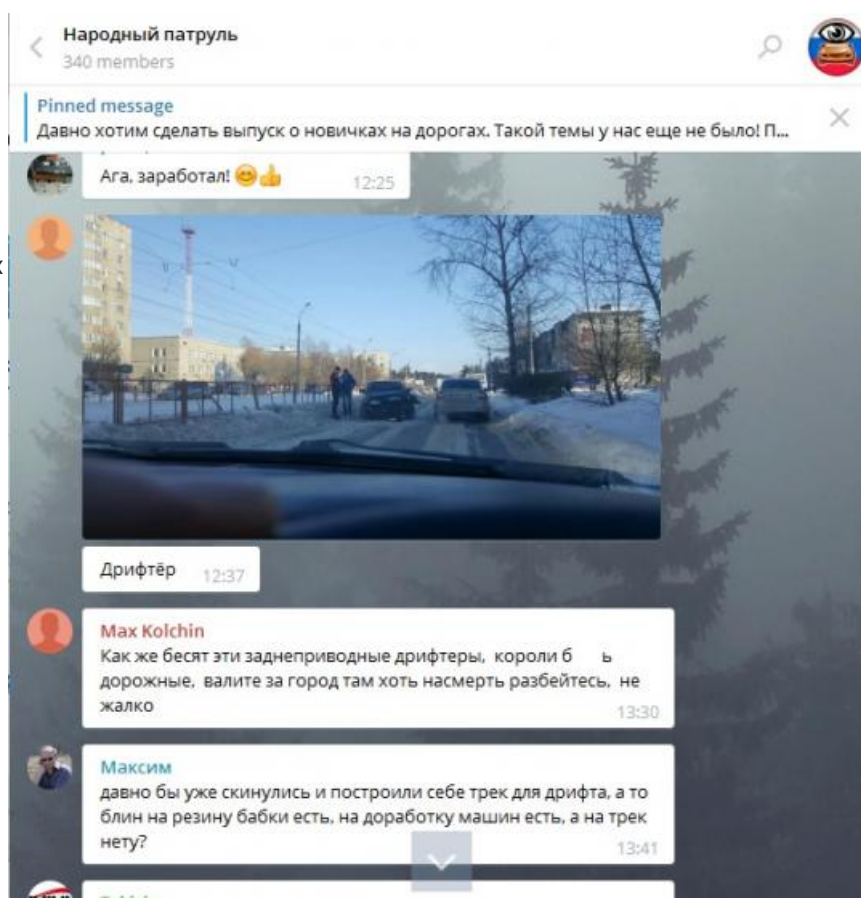 Народный патруль
340 members
Pinned message
Давно хотим сделать выпуск о новичках на дорогах. Такой темы у нас еще не было! П...
Ага, заработал! 😊👍
12:25
Дрифтёр 12:37
Max Kolchin
Как же бесят эти заднеприводные дрифтеры, короли б ь
дорожные, валите за город там хоть насмерть разбейтесь, не
жалко
13:30
Максим
давно бы уже скинулись и построили себе трек для дрифта, а то
блин на резину бабки есть, на доработку машин есть, а на трек
нету?
13:41